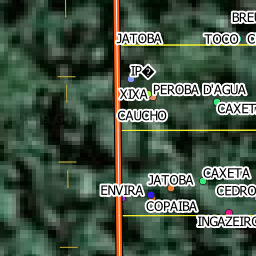 BREU
JATOBA
TOCO C
IP�
XIXA
PEROBA D'AGUA
CAXET
CAUCHO
JATOBA
CAXETA
ENVIRA
CEDRO
COPAIBA
INGAZEIRO